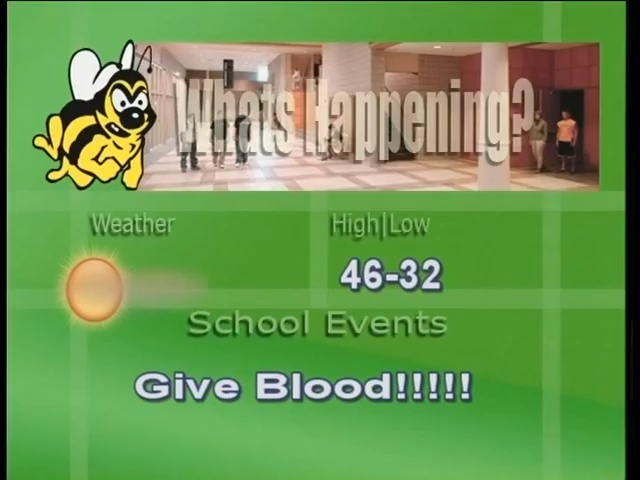 Whats Happening?
Weather High|Low
46-32
School Events
Give Blood!!!!!